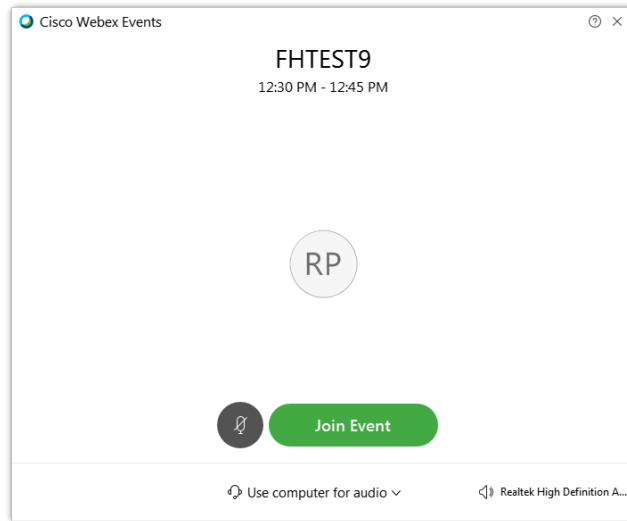 Cisco Webex Events
FHTEST9
12:30 PM - 12:45 PM
RP
Join Event
Use computer for audio
Realtek High Definition A...